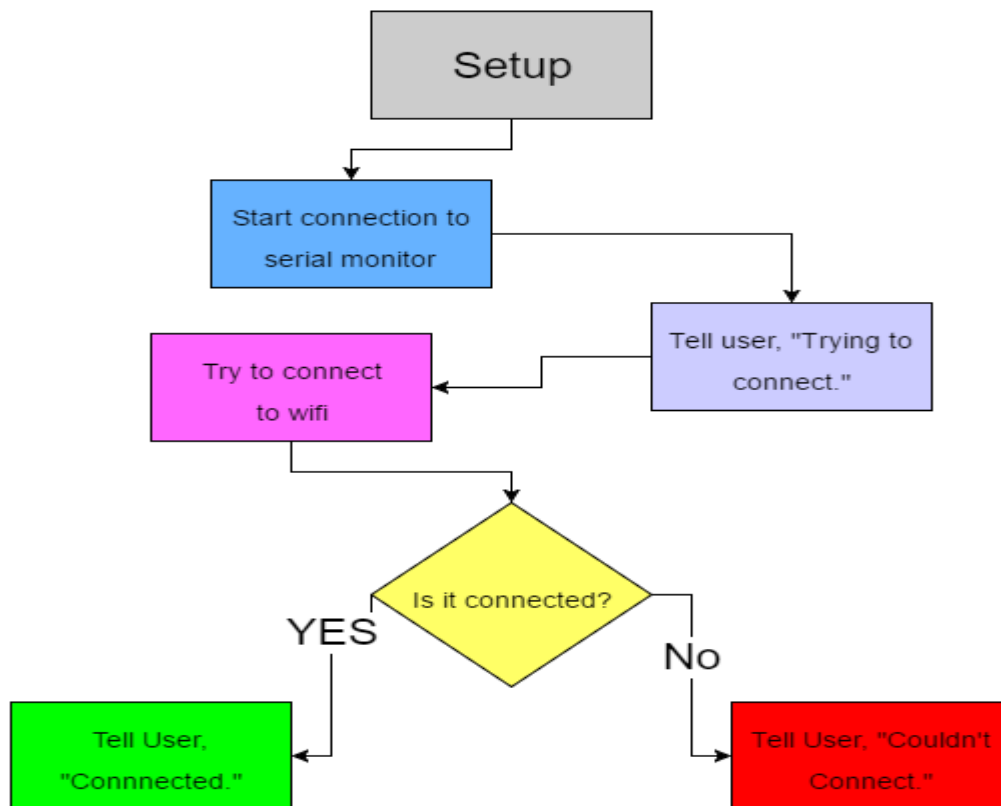 Setup
Start connection to
serial monitor
Tell user, "Trying to
connect."
Try to connect
to wifi
Is it connected?
YES
No
Tell User,
"Connnected."
Tell User, "Couldn't
Connect."